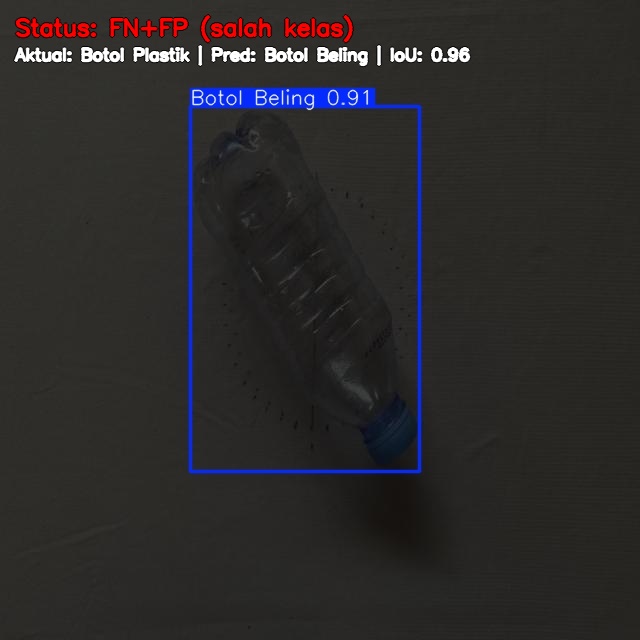 Status: FN+FP (salah kelas)
Aktual: Botol Plastik | Pred: Botol Beling | IoU: 0.96
Botol Beling 0.91